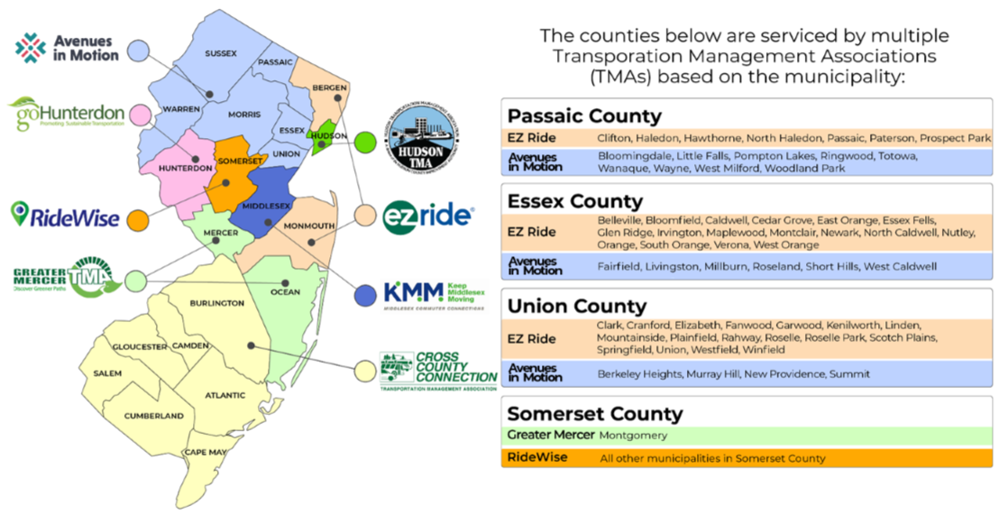 Avenues
in Motion
goHunterdon
Promoting Sustainable Transportation
RideWise
GREATER
MERCER
TMA
Discover Greener Paths
SUSSEX
PASSAIC
BERGEN
WARREN
MORRIS
ESSEX
HUDSON
UNION
HUNTERDON
SOMERSET
MIDDLESEX
MERCER
MONMOUTH
OCEAN
BURLINGTON
GLOUCESTER
CAMDEN
SALEM
ATLANTIC
CUMBERLAND
CAPE MAY
HUDSON
TMA
ezride
KMM
Keep
Middlesex
Moving
MIDDLESEX COMMUTER CONNECTIONS
CROSS
COUNTY
CONNECTION
TRANSPORTATION MANAGEMENT ASSOCIATION
The counties below are serviced by multiple
Transporation Management Associations
(TMAs) based on the municipality:
Passaic County
EZ Ride Clifton, Haledon, Hawthorne, North Haledon, Passaic, Paterson, Prospect Park
Avenues
in Motion
Bloomingdale, Little Falls, Pompton Lakes, Ringwood, Totowa,
Wanaque, Wayne, West Milford, Woodland Park
Essex County
EZ Ride
Belleville, Bloomfield, Caldwell, Cedar Grove, East Orange, Essex Fells,
Glen Ridge, Irvington, Maplewood, Montclair, Newark, North Caldwell, Nutley,
Orange, South Orange, Verona, West Orange
Avenues
in Motion
Fairfield, Livingston, Millburn, Roseland, Short Hills, West Caldwell
Union County
EZ Ride
Clark, Cranford, Elizabeth, Fanwood, Garwood, Kenilworth, Linden,
Mountainside, Plainfield, Rahway, Roselle, Roselle Park, Scotch Plains,
Springfield, Union, Westfield, Winfield
Avenues
in Motion
Berkeley Heights, Murray Hill, New Providence, Summit
Somerset County
Greater Mercer Montgomery
RideWise All other municipalities in Somerset County